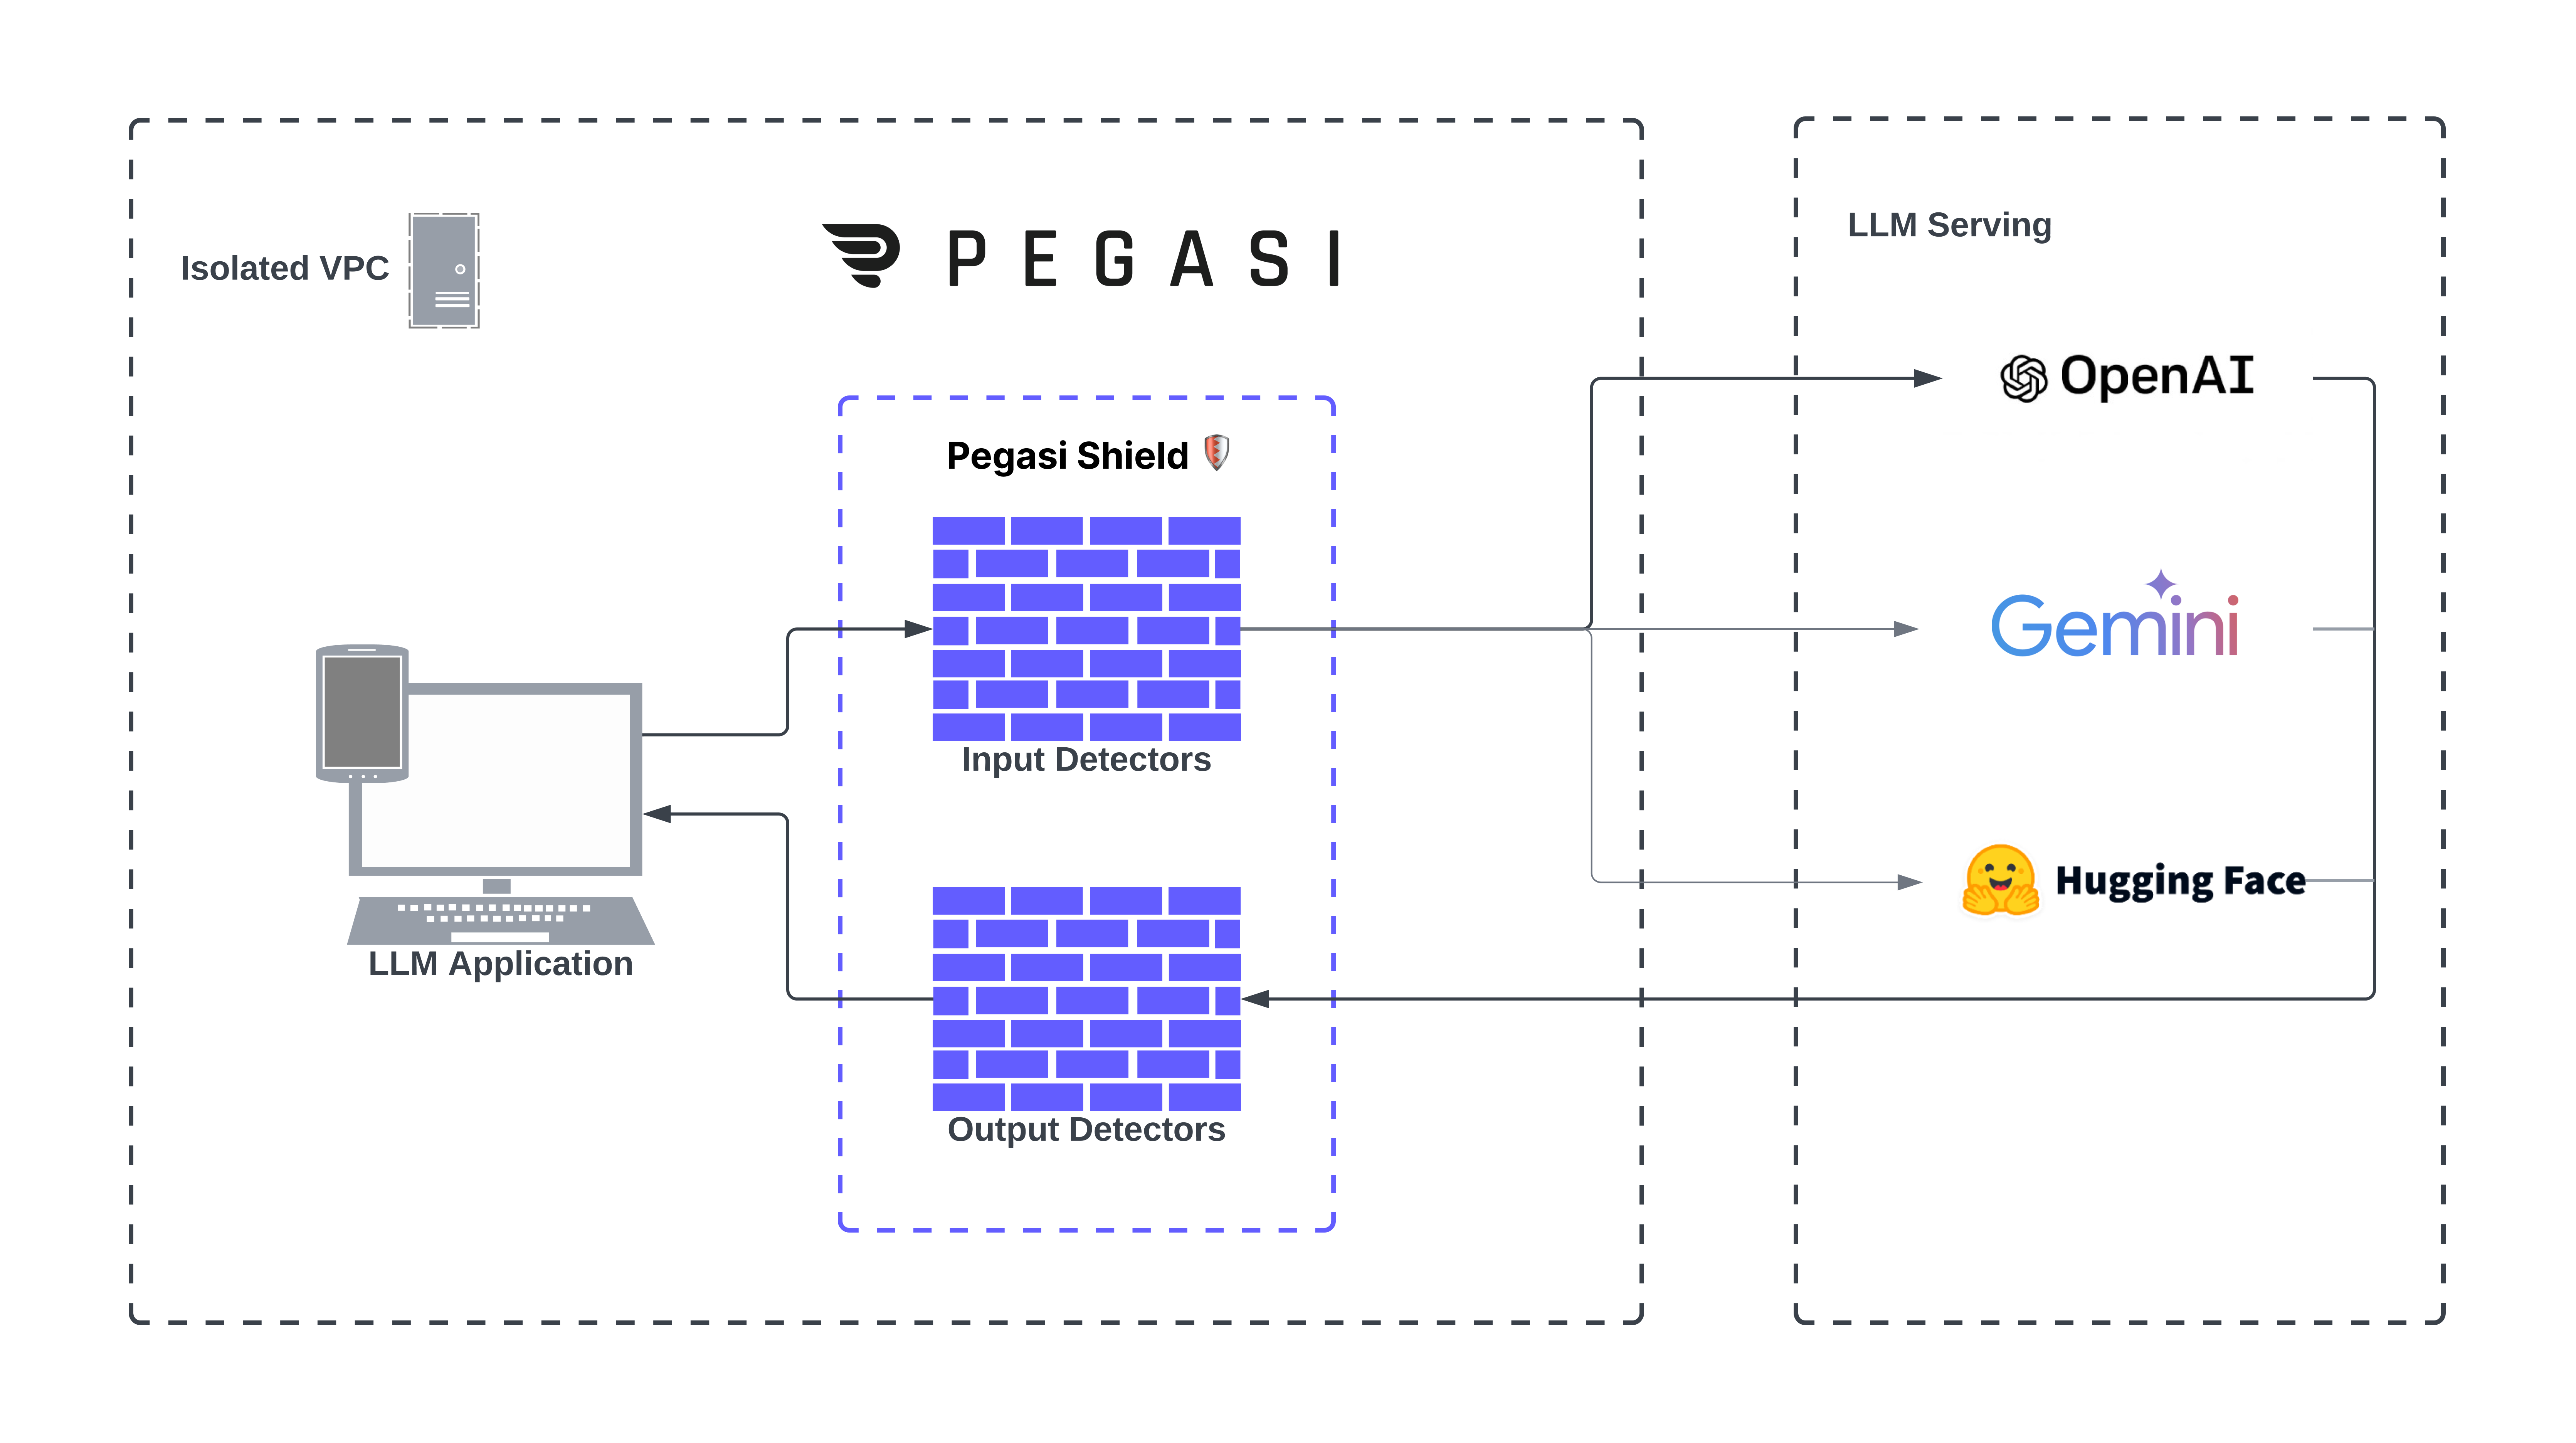 Isolated VPC
PEGASI
LLM Serving
OpenAI
Pegasi Shield
Gemini
Input Detectors
Hugging Face
LLM Application
Output Detectors